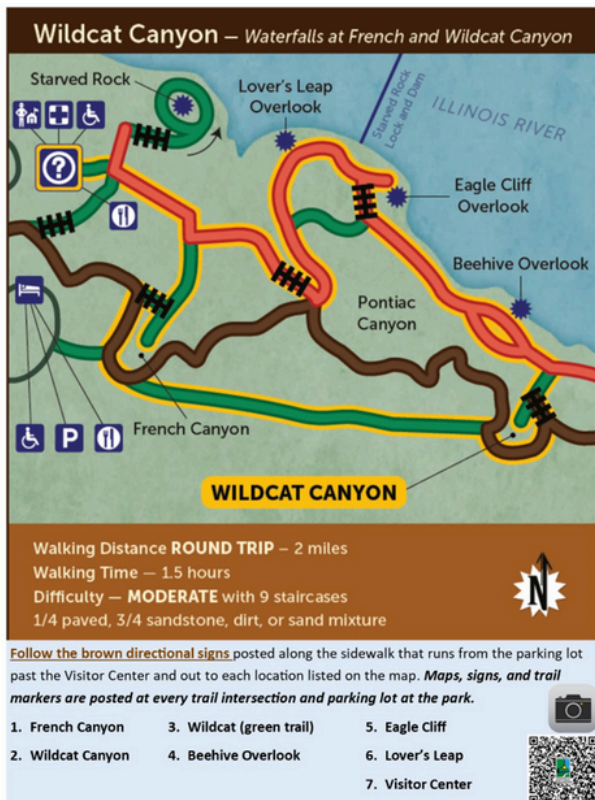 Wildcat Canyon — Waterfalls at French and Wildcat Canyon
Starved Rock
Lover's Leap
Overlook
Starved Rock
Lock and Dam
ILLINOIS RIVER
?
Eagle Cliff
Overlook
Beehive Overlook
Pontiac
Canyon
P
French Canyon
WILDCAT CANYON
Walking Distance ROUND TRIP – 2 miles
Walking Time — 1.5 hours
Difficulty — MODERATE with 9 staircases
1/4 paved, 3/4 sandstone, dirt, or sand mixture
N
Follow the brown directional signs posted along the sidewalk that runs from the parking lot
past the Visitor Center and out to each location listed on the map. Maps, signs, and trail
markers are posted at every trail intersection and parking lot at the park.
1. French Canyon
2. Wildcat Canyon
3. Wildcat (green trail)
4. Beehive Overlook
5. Eagle Cliff
6. Lover's Leap
7. Visitor Center